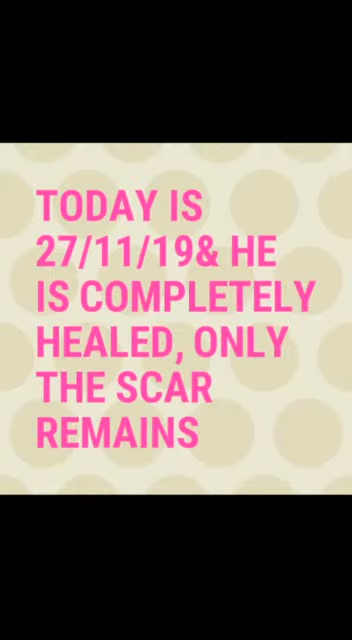 TODAY IS
27/11/19& HE
IS COMPLETELY
HEALED, ONLY
THE SCAR
REMAINS